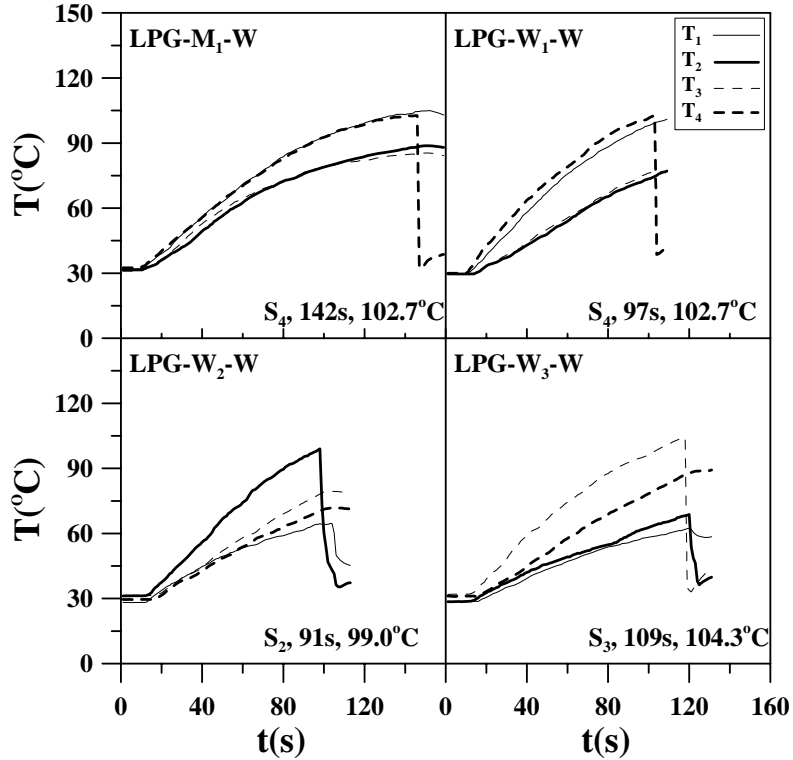 150
120
90
60
30
0
T(°C)
LPG-M₁-W
S₄, 142s, 102.7°C
LPG-W₁-W
T₁
T₂
T₃
T₄
S₄, 97s, 102.7°C
120
90
60
30
0
T(°C)
LPG-W₂-W
S₂, 91s, 99.0°C
LPG-W₃-W
S₃, 109s, 104.3°C
0 40 80 120 0 40 80 120 160
t(s) t(s)